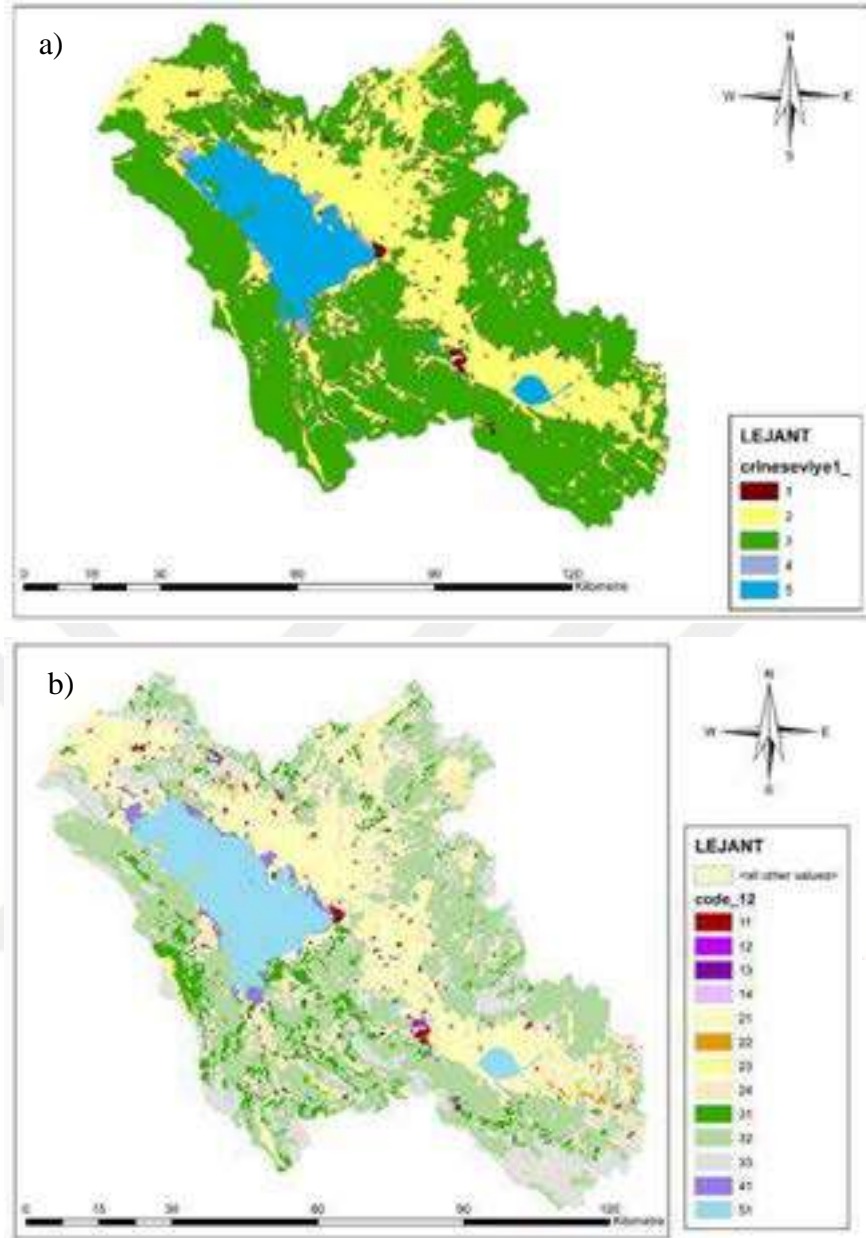 a)
N
W E
S
LEJANT
crineseviye1_
1
2
3
4
5
0 15 30 60 90 120
Kilometre
b)
N
W E
S
LEJANT
<all other values>
code_12
11
12
13
14
21
22
23
24
31
32
33
41
51
0 15 30 60 90 120
Kilometre